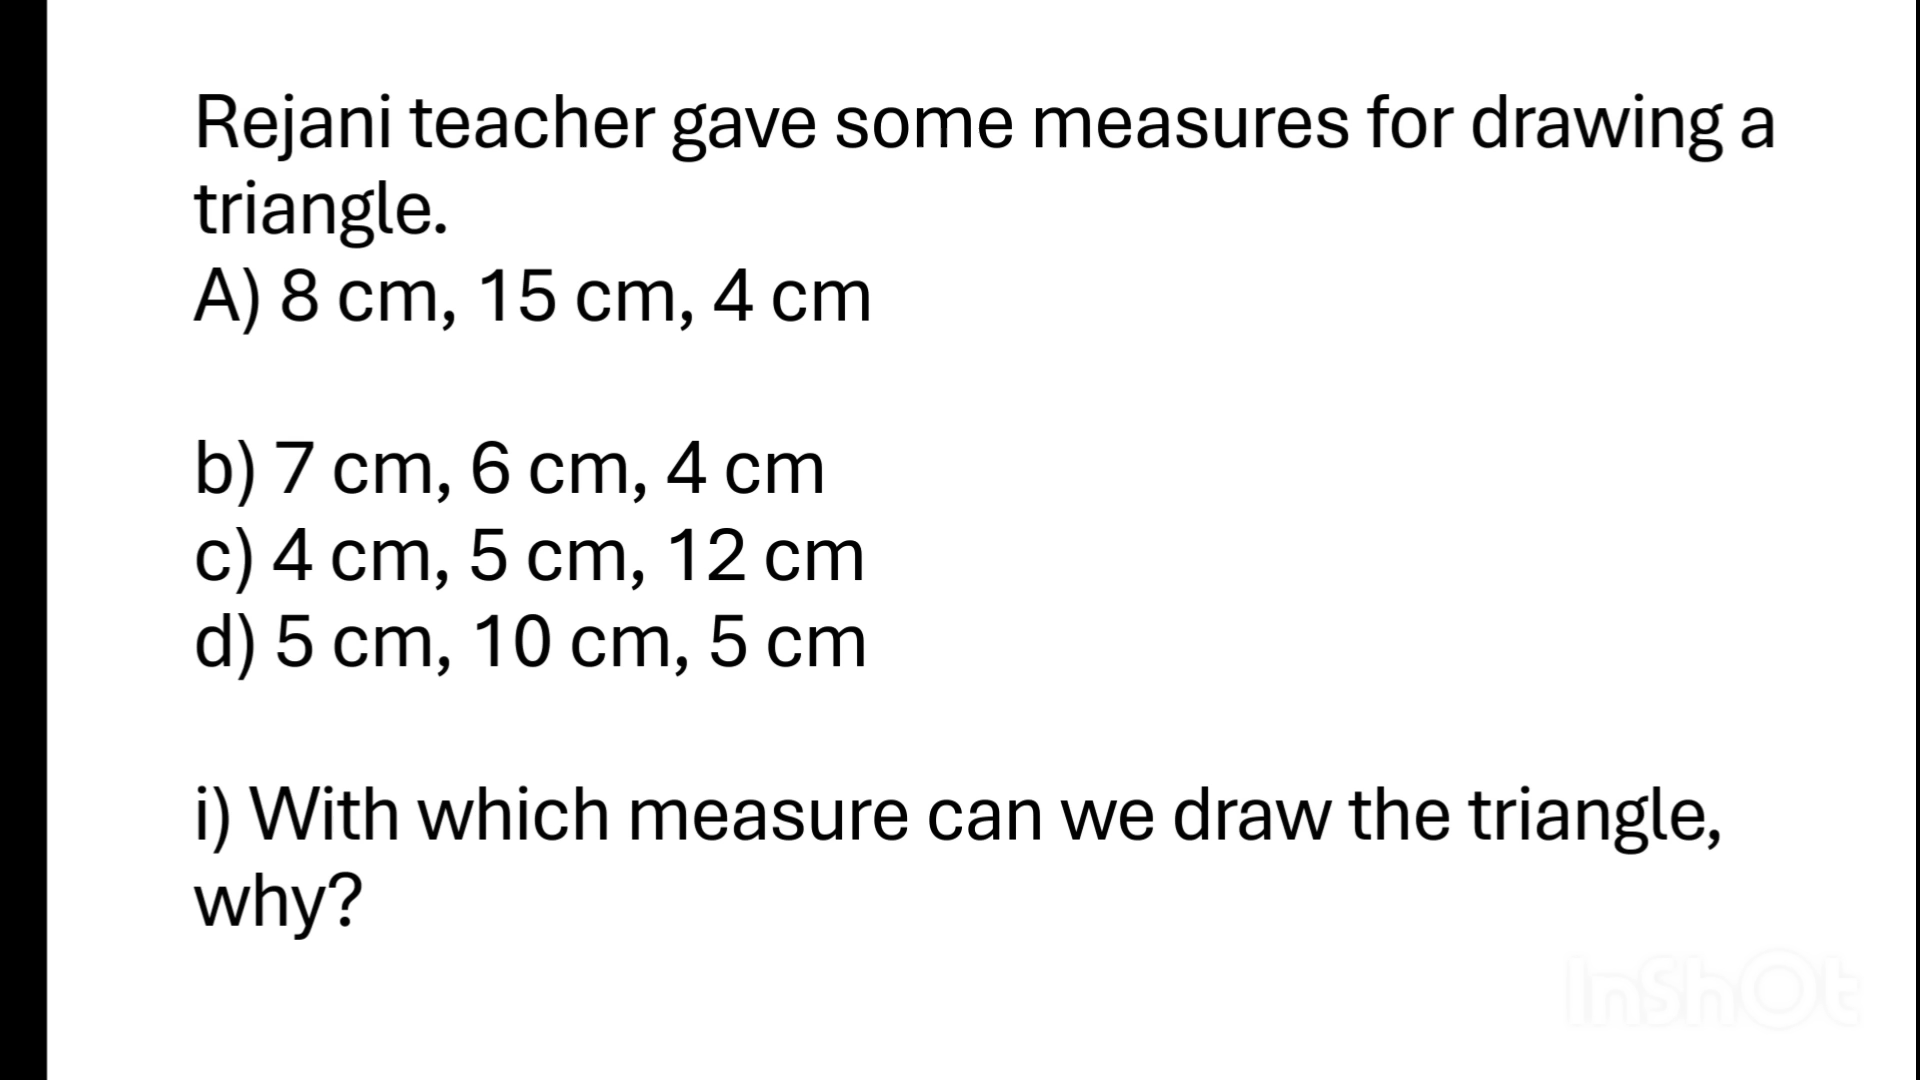 Rejani teacher gave some measures for drawing a
triangle.
A) 8 cm, 15 cm, 4 cm
b) 7 cm, 6 cm, 4 cm
c) 4 cm, 5 cm, 12 cm
d) 5 cm, 10 cm, 5 cm
i) With which measure can we draw the triangle,
why?
InShOt